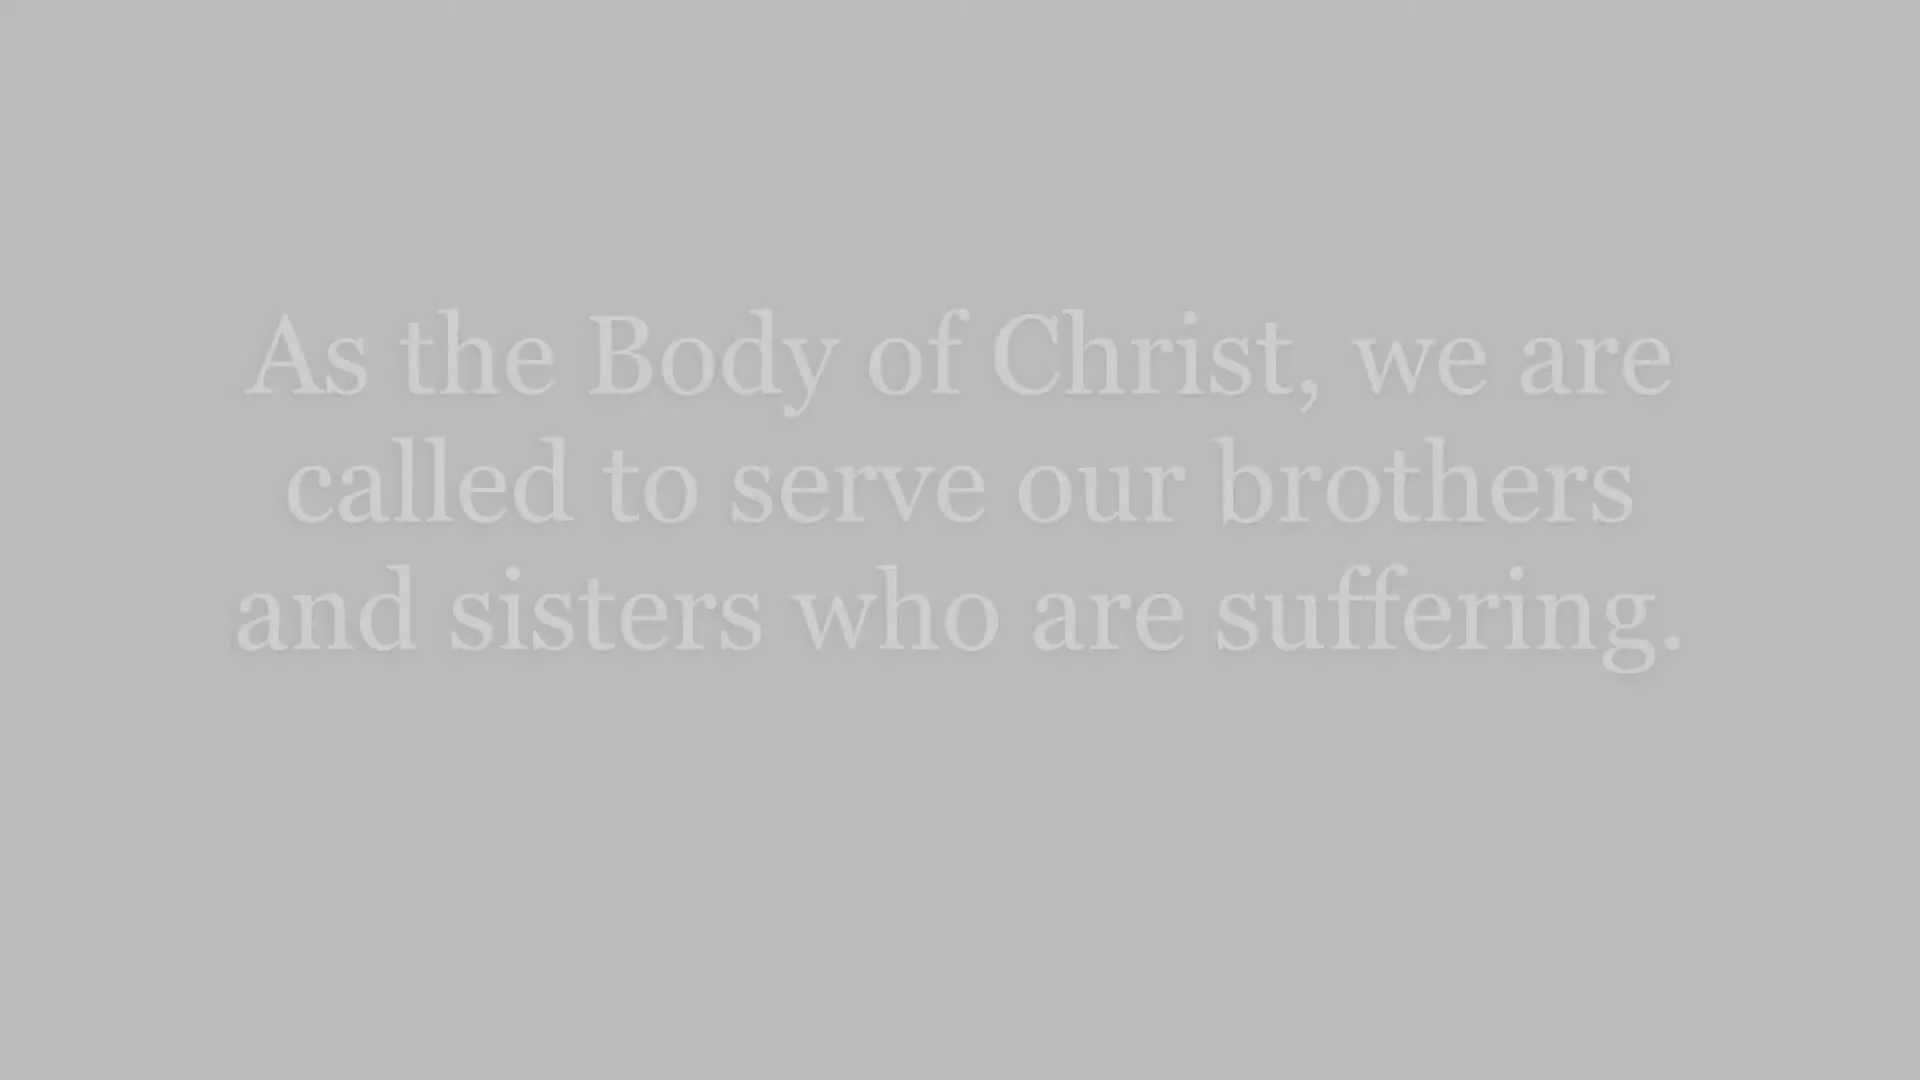 As the Body of Christ, we are
called to serve our brothers
and sisters who are suffering.